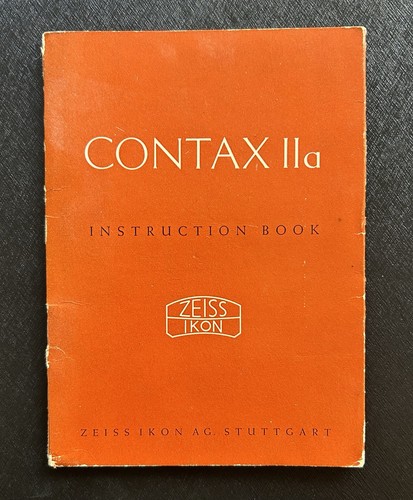 CONTAX IIa
INSTRUCTION BOOK
ZEISS
IKON
ZEISS IKON AG. STUTTGART